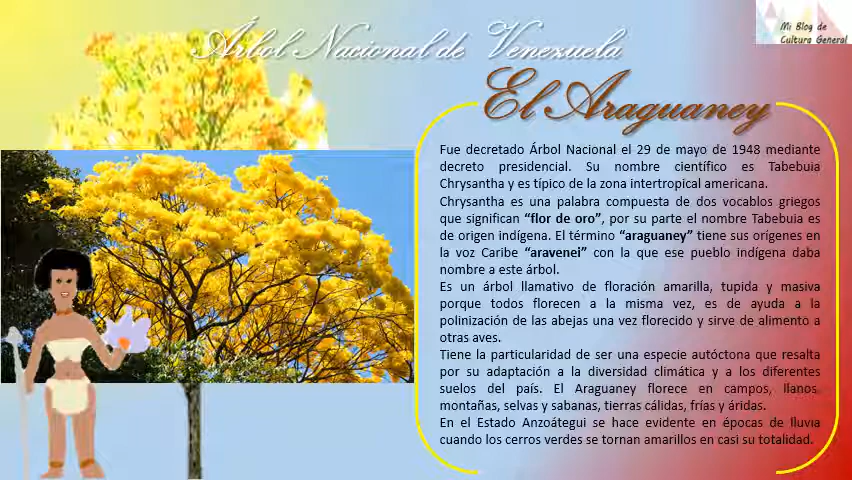 Árbol Nacional de Venezuela
Mi Blog de
Cultura General
El Araguaney
Fue decretado Árbol Nacional el 29 de mayo de 1948 mediante
decreto presidencial. Su nombre científico es Tabebuia
Chrysantha y es típico de la zona intertropical americana.
Chrysantha es una palabra compuesta de dos vocablos griegos
que significan “flor de oro”, por su parte el nombre Tabebuia es
de origen indígena. El término “araguaney” tiene sus orígenes en
la voz Caribe “aravenei” con la que ese pueblo indígena daba
nombre a este árbol.
Es un árbol llamativo de floración amarilla, tupida y masiva
porque todos florecen a la misma vez, es de ayuda a la
polinización de las abejas una vez florecido y sirve de alimento a
otras aves.
Tiene la particularidad de ser una especie autóctona que resalta
por su adaptación a la diversidad climática y a los diferentes
suelos del país. El Araguaney florece en campos, llanos,
montañas, selvas y sabanas, tierras cálidas, frías y áridas.
En el Estado Anzoátegui se hace evidente en épocas de lluvia
cuando los cerros verdes se tornan amarillos en casi su totalidad.